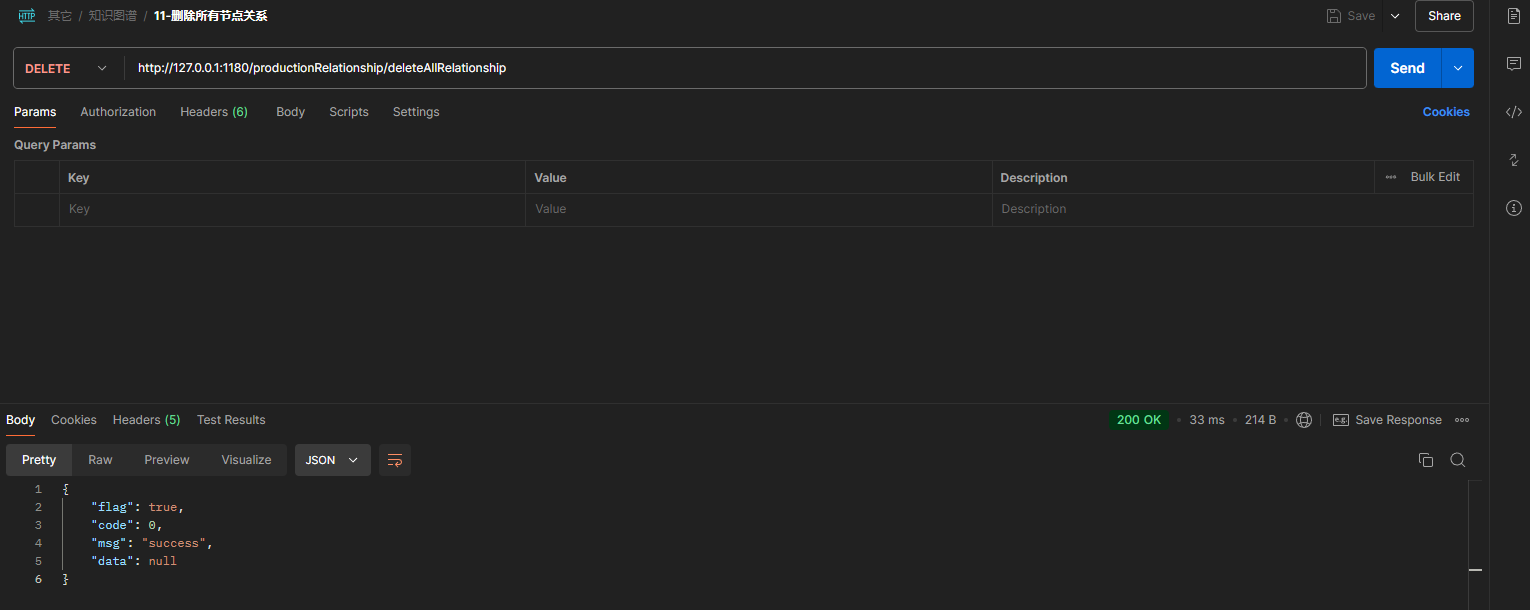 HTTP 其它 / 知识图谱 / 11-删除所有节点关系 Save Share
DELETE http://127.0.0.1:1180/productionRelationship/deleteAllRelationship Send
Params Authorization Headers (6) Body Scripts Settings Cookies
Query Params
Key Value Description Bulk Edit
Key Value Description
Body Cookies Headers (5) Test Results 200 OK 33 ms 214 B e.g. Save Response
Pretty Raw Preview Visualize JSON
1 {
2 "flag": true,
3 "code": 0,
4 "msg": "success",
5 "data": null
6 }